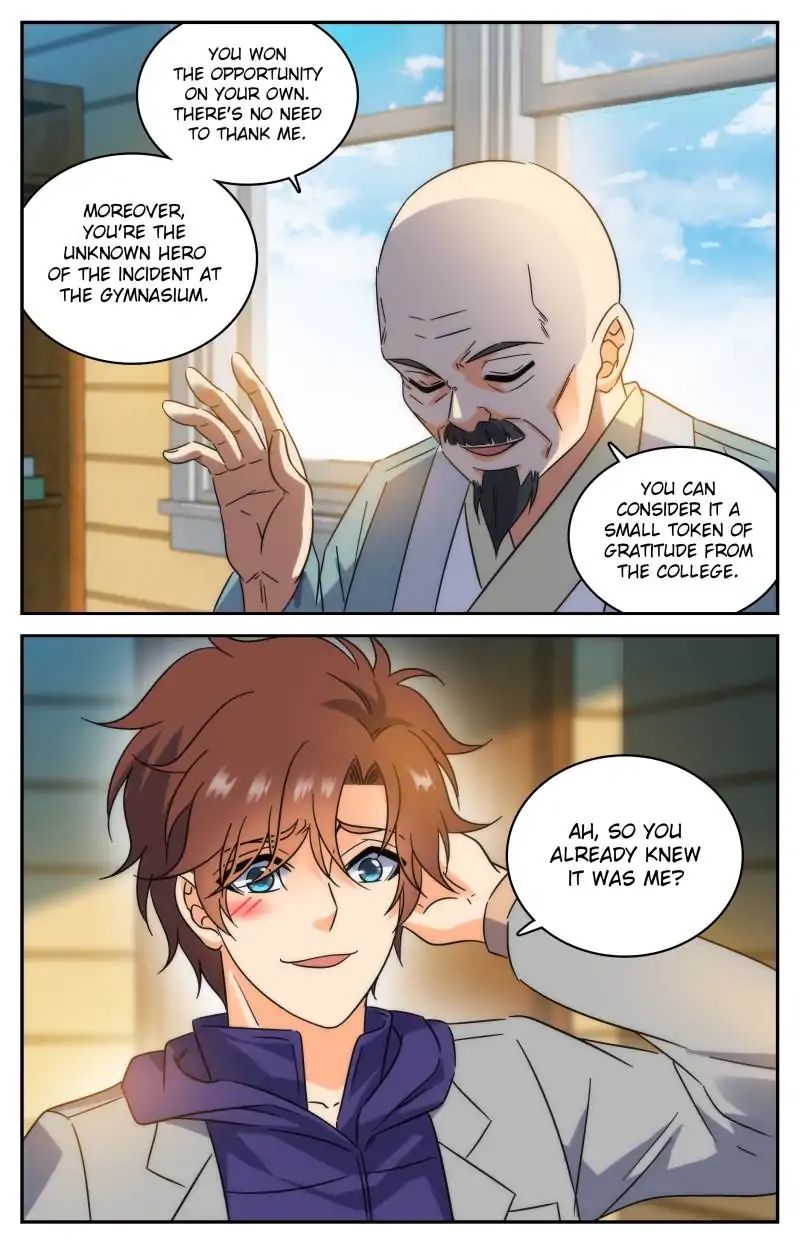 YOU WON
THE OPPORTUNITY
ON YOUR OWN.
THERE'S NO NEED
TO THANK ME.
MOREOVER,
YOU'RE THE
UNKNOWN HERO
OF THE INCIDENT AT
THE GYMNASIUM.
YOU CAN
CONSIDER IT A
SMALL TOKEN OF
GRATITUDE FROM
THE COLLEGE.
AH, SO YOU
ALREADY KNEW
IT WAS ME?